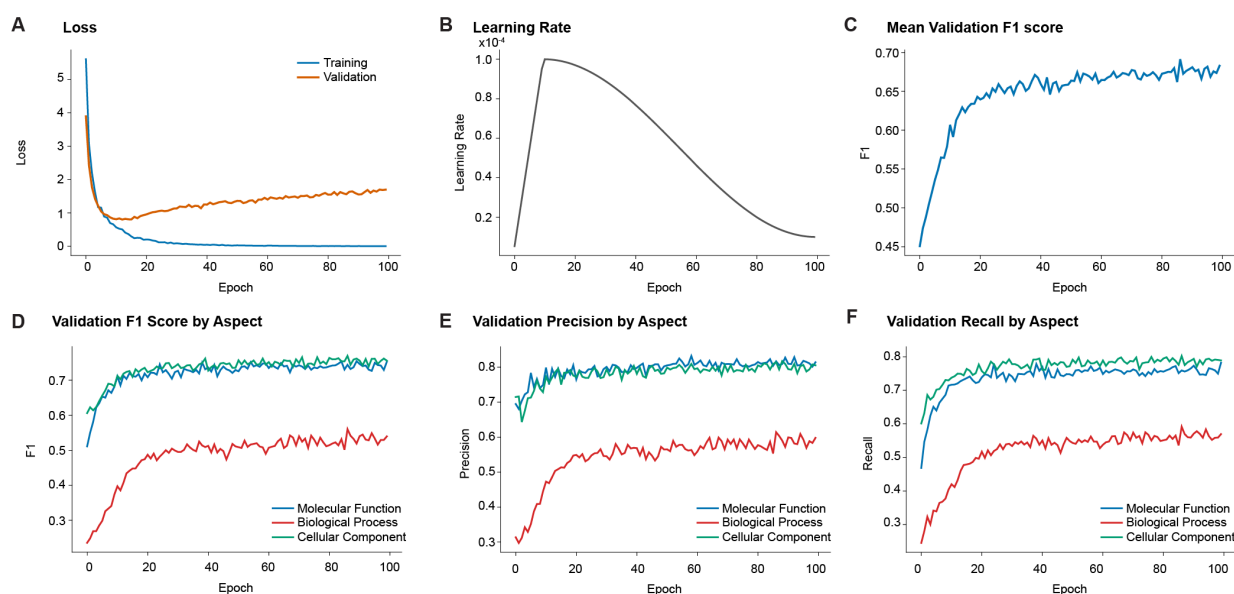 A Loss
Training
Validation
5
4
3
2
1
0
Loss
0 20 40 60 80 100
Epoch
B Learning Rate
x10⁻⁴
1.0
0.8
0.6
0.4
0.2
Learning Rate
0 20 40 60 80 100
Epoch
C Mean Validation F1 score
0.70
0.65
0.60
0.55
0.50
0.45
F1
0 20 40 60 80 100
Epoch
D Validation F1 Score by Aspect
0.7
0.6
0.5
0.4
0.3
F1
Molecular Function
Biological Process
Cellular Component
0 20 40 60 80 100
Epoch
E Validation Precision by Aspect
0.8
0.7
0.6
0.5
0.4
0.3
Precision
Molecular Function
Biological Process
Cellular Component
0 20 40 60 80 100
Epoch
F Validation Recall by Aspect
0.8
0.7
0.6
0.5
0.4
0.3
Recall
Molecular Function
Biological Process
Cellular Component
0 20 40 60 80 100
Epoch